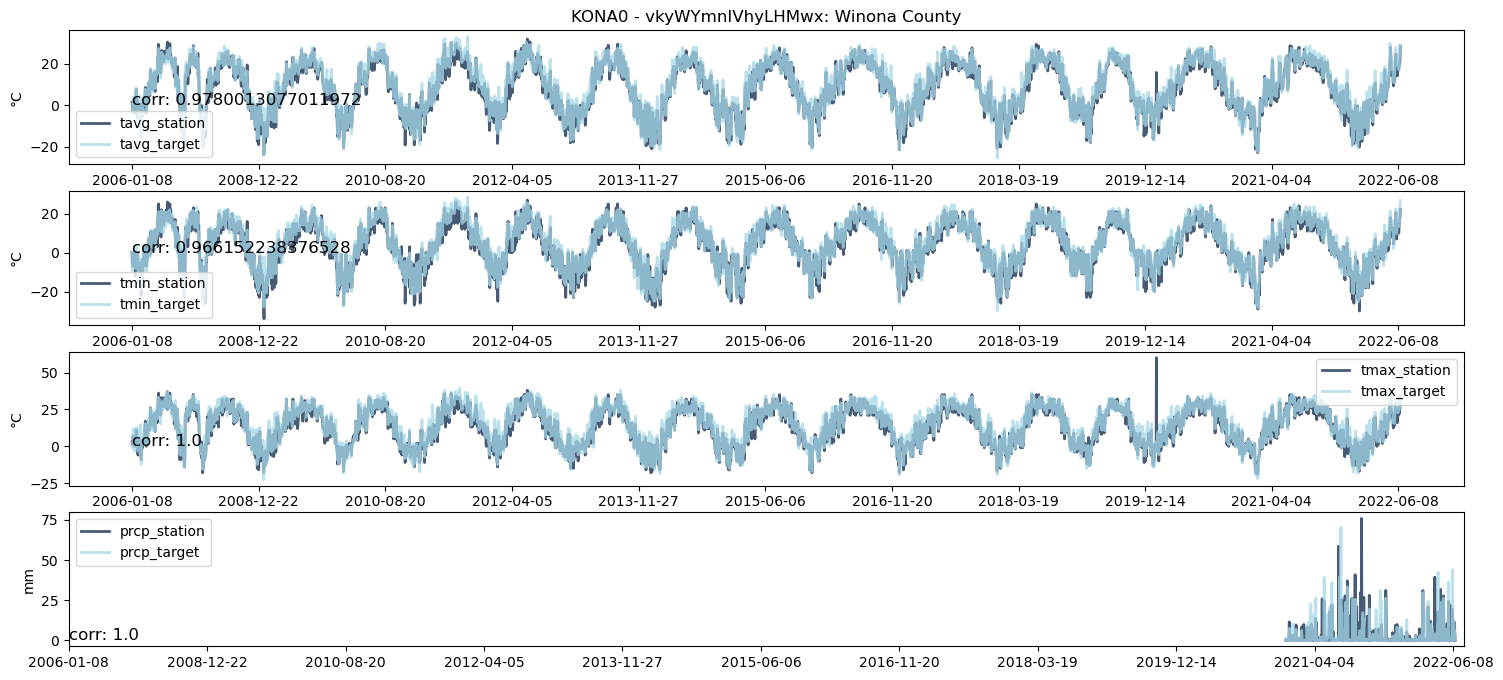 KONA0 - vkyWYmnIVhyLHMwx: Winona County
20
0
−20
°C
corr: 0.9780013077011972
tavg_station
tavg_target
2006-01-08 2008-12-22 2010-08-20 2012-04-05 2013-11-27 2015-06-06 2016-11-20 2018-03-19 2019-12-14 2021-04-04 2022-06-08
20
0
−20
°C
corr: 0.9661522383765​28
tmin_station
tmin_target
2006-01-08 2008-12-22 2010-08-20 2012-04-05 2013-11-27 2015-06-06 2016-11-20 2018-03-19 2019-12-14 2021-04-04 2022-06-08
50
25
0
−25
°C
corr: 1.0
tmax_station
tmax_target
2006-01-08 2008-12-22 2010-08-20 2012-04-05 2013-11-27 2015-06-06 2016-11-20 2018-03-19 2019-12-14 2021-04-04 2022-06-08
75
50
25
0
mm
prcp_station
prcp_target
corr: 1.0
2006-01-08 2008-12-22 2010-08-20 2012-04-05 2013-11-27 2015-06-06 2016-11-20 2018-03-19 2019-12-14 2021-04-04 2022-06-08